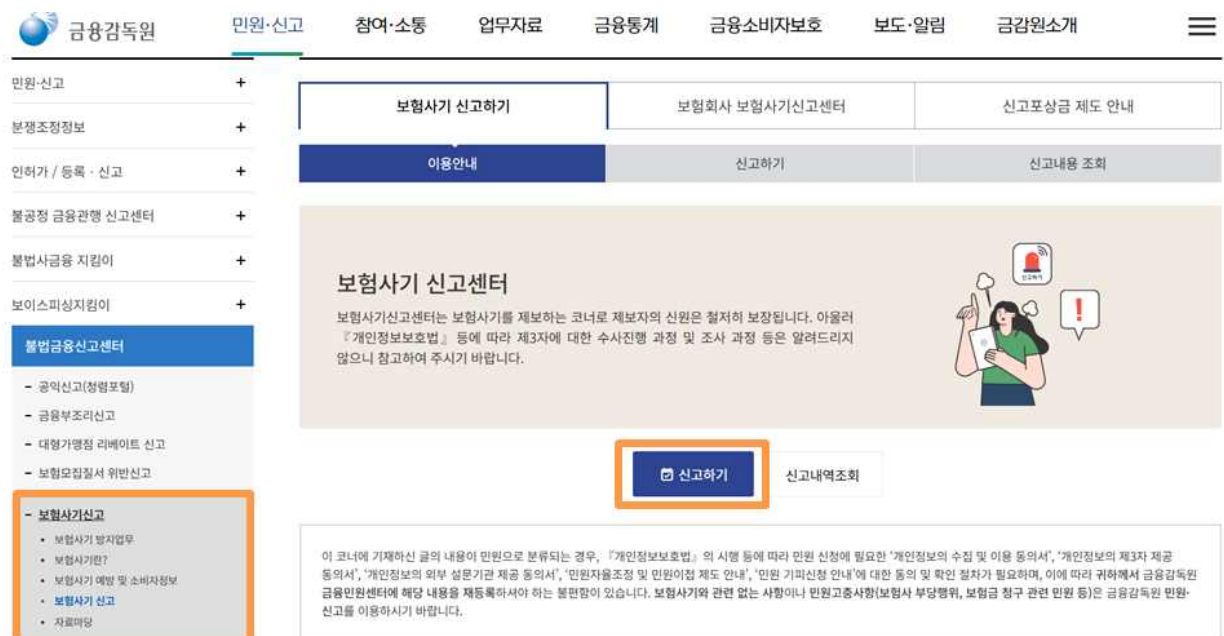 금융감독원
민원·신고 참여·소통 업무자료 금융통계 금융소비자보호 보도·알림 금감원소개
민원·신고 +
분쟁조정정보 +
인허가 / 등록 · 신고 +
불공정 금융관행 신고센터 +
불법사금융 지킴이 +
보이스피싱지킴이 +
불법금융신고센터
- 공익신고(청렴포털)
- 금융부조리신고
- 대형가맹점 리베이트 신고
- 보험모집질서 위반신고
- 보험사기신고
• 보험사기 방지업무
• 보험사기란?
• 보험사기 예방 및 소비자정보
• 보험사기 신고
• 자료마당
보험사기 신고하기 보험회사 보험사기신고센터 신고포상금 제도 안내
이용안내 신고하기 신고내용 조회
보험사기 신고센터
보험사기신고센터는 보험사기를 제보하는 코너로 제보자의 신원은 철저히 보장됩니다. 아울러
『개인정보보호법』 등에 따라 제3자에 대한 수사진행 과정 및 조사 과정 등은 알려드리지
않으니 참고하여 주시기 바랍니다.
신고하기
!
신고하기 신고내역조회
이 코너에 기재하신 글의 내용이 민원으로 분류되는 경우, 『개인정보보호법』의 시행 등에 따라 민원 신청에 필요한 '개인정보의 수집 및 이용 동의서', '개인정보의 제3자 제공
동의서', '개인정보의 외부 설문기관 제공 동의서', '민원자율조정 및 민원이첩 제도 안내', '민원 기피신청 안내'에 대한 동의 및 확인 절차가 필요하며, 이에 따라 귀하께서 금융감독원
금융민원센터에 해당 내용을 재등록하셔야 하는 불편함이 있습니다. 보험사기와 관련 없는 사항이나 민원고충사항(보험사 부당행위, 보험금 청구 관련 민원 등)은 금융감독원 민원·
신고를 이용하시기 바랍니다.